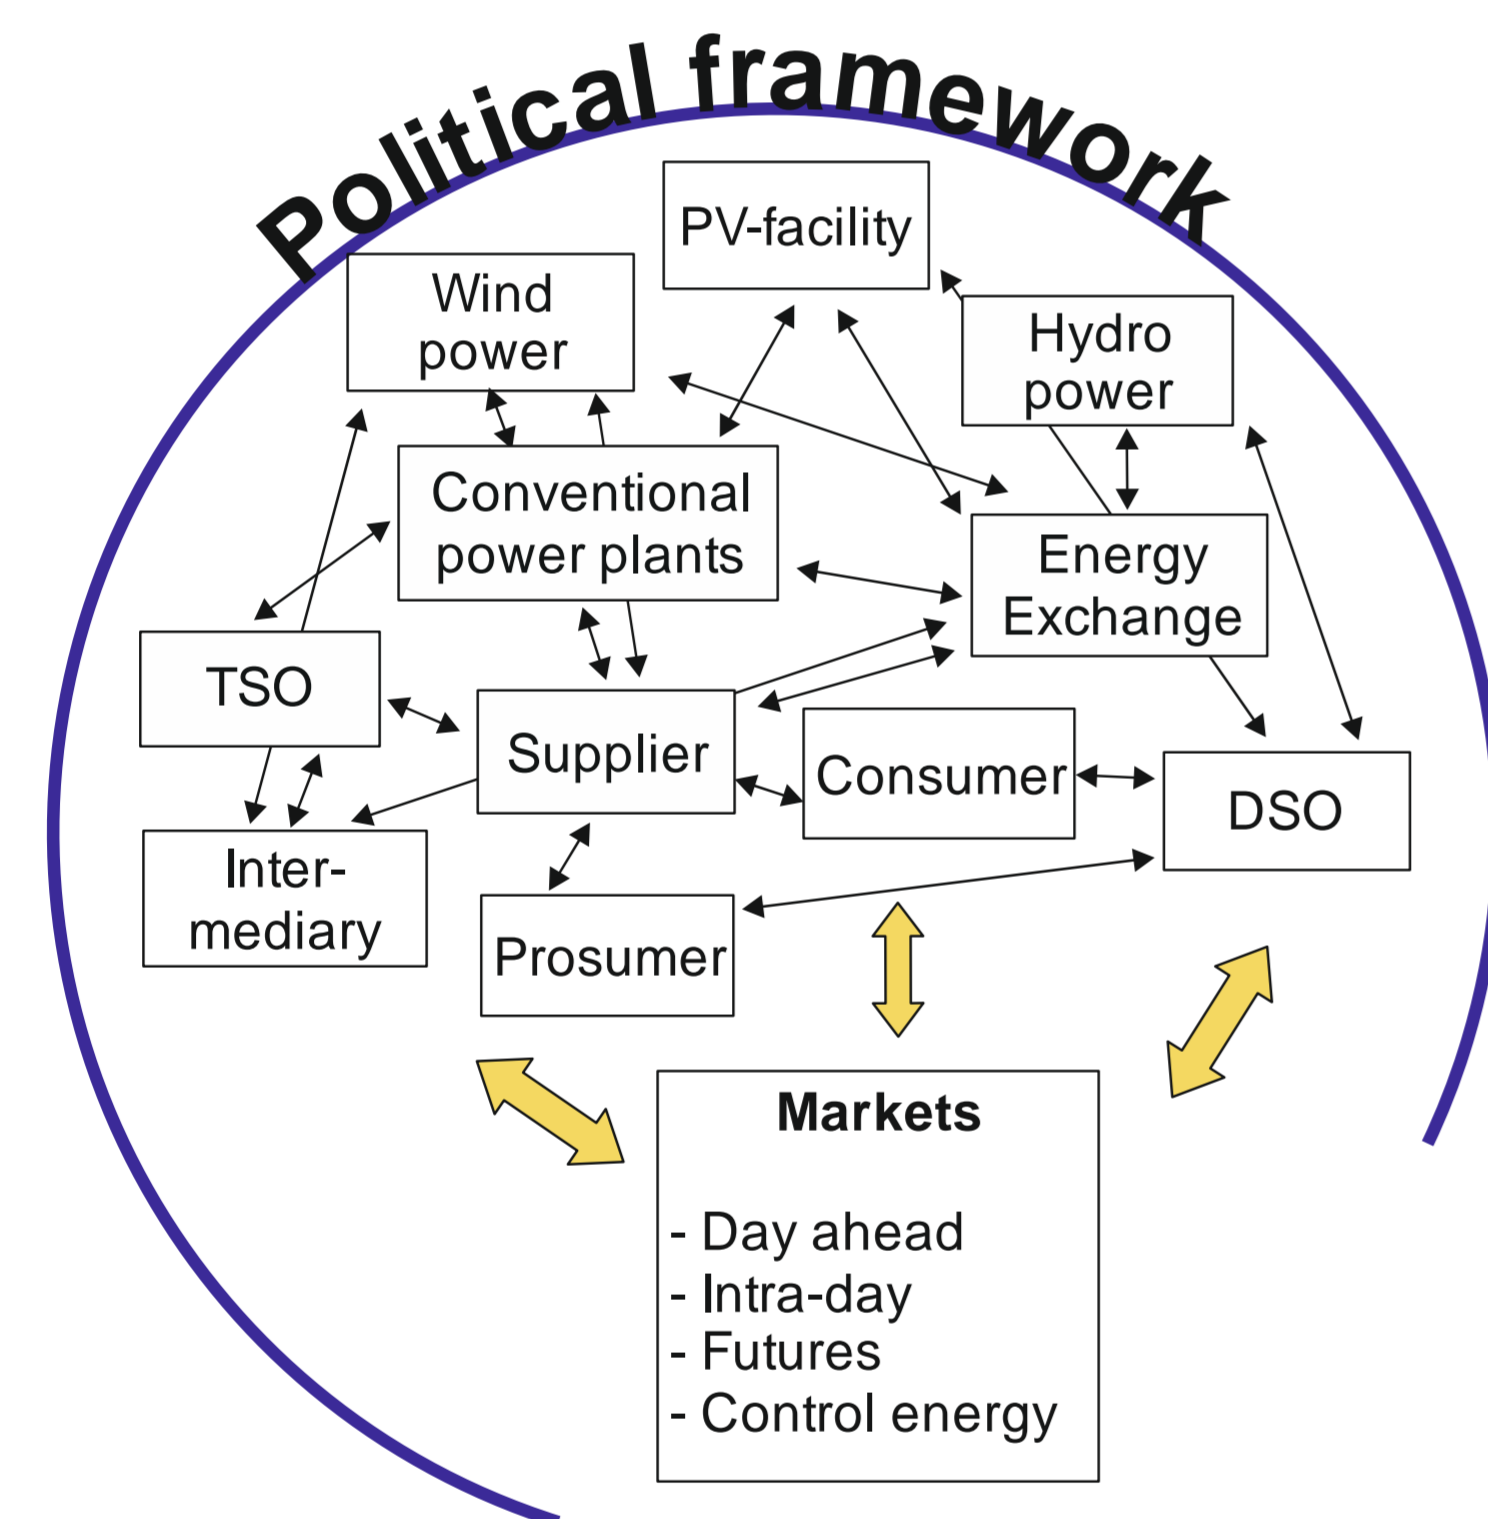 Political framework
PV-facility
Wind
power
Hydro
power
Conventional
power plants
Energy
Exchange
TSO
Supplier
Consumer
DSO
Inter-
mediary
Prosumer
Markets
- Day ahead
- Intra-day
- Futures
- Control energy